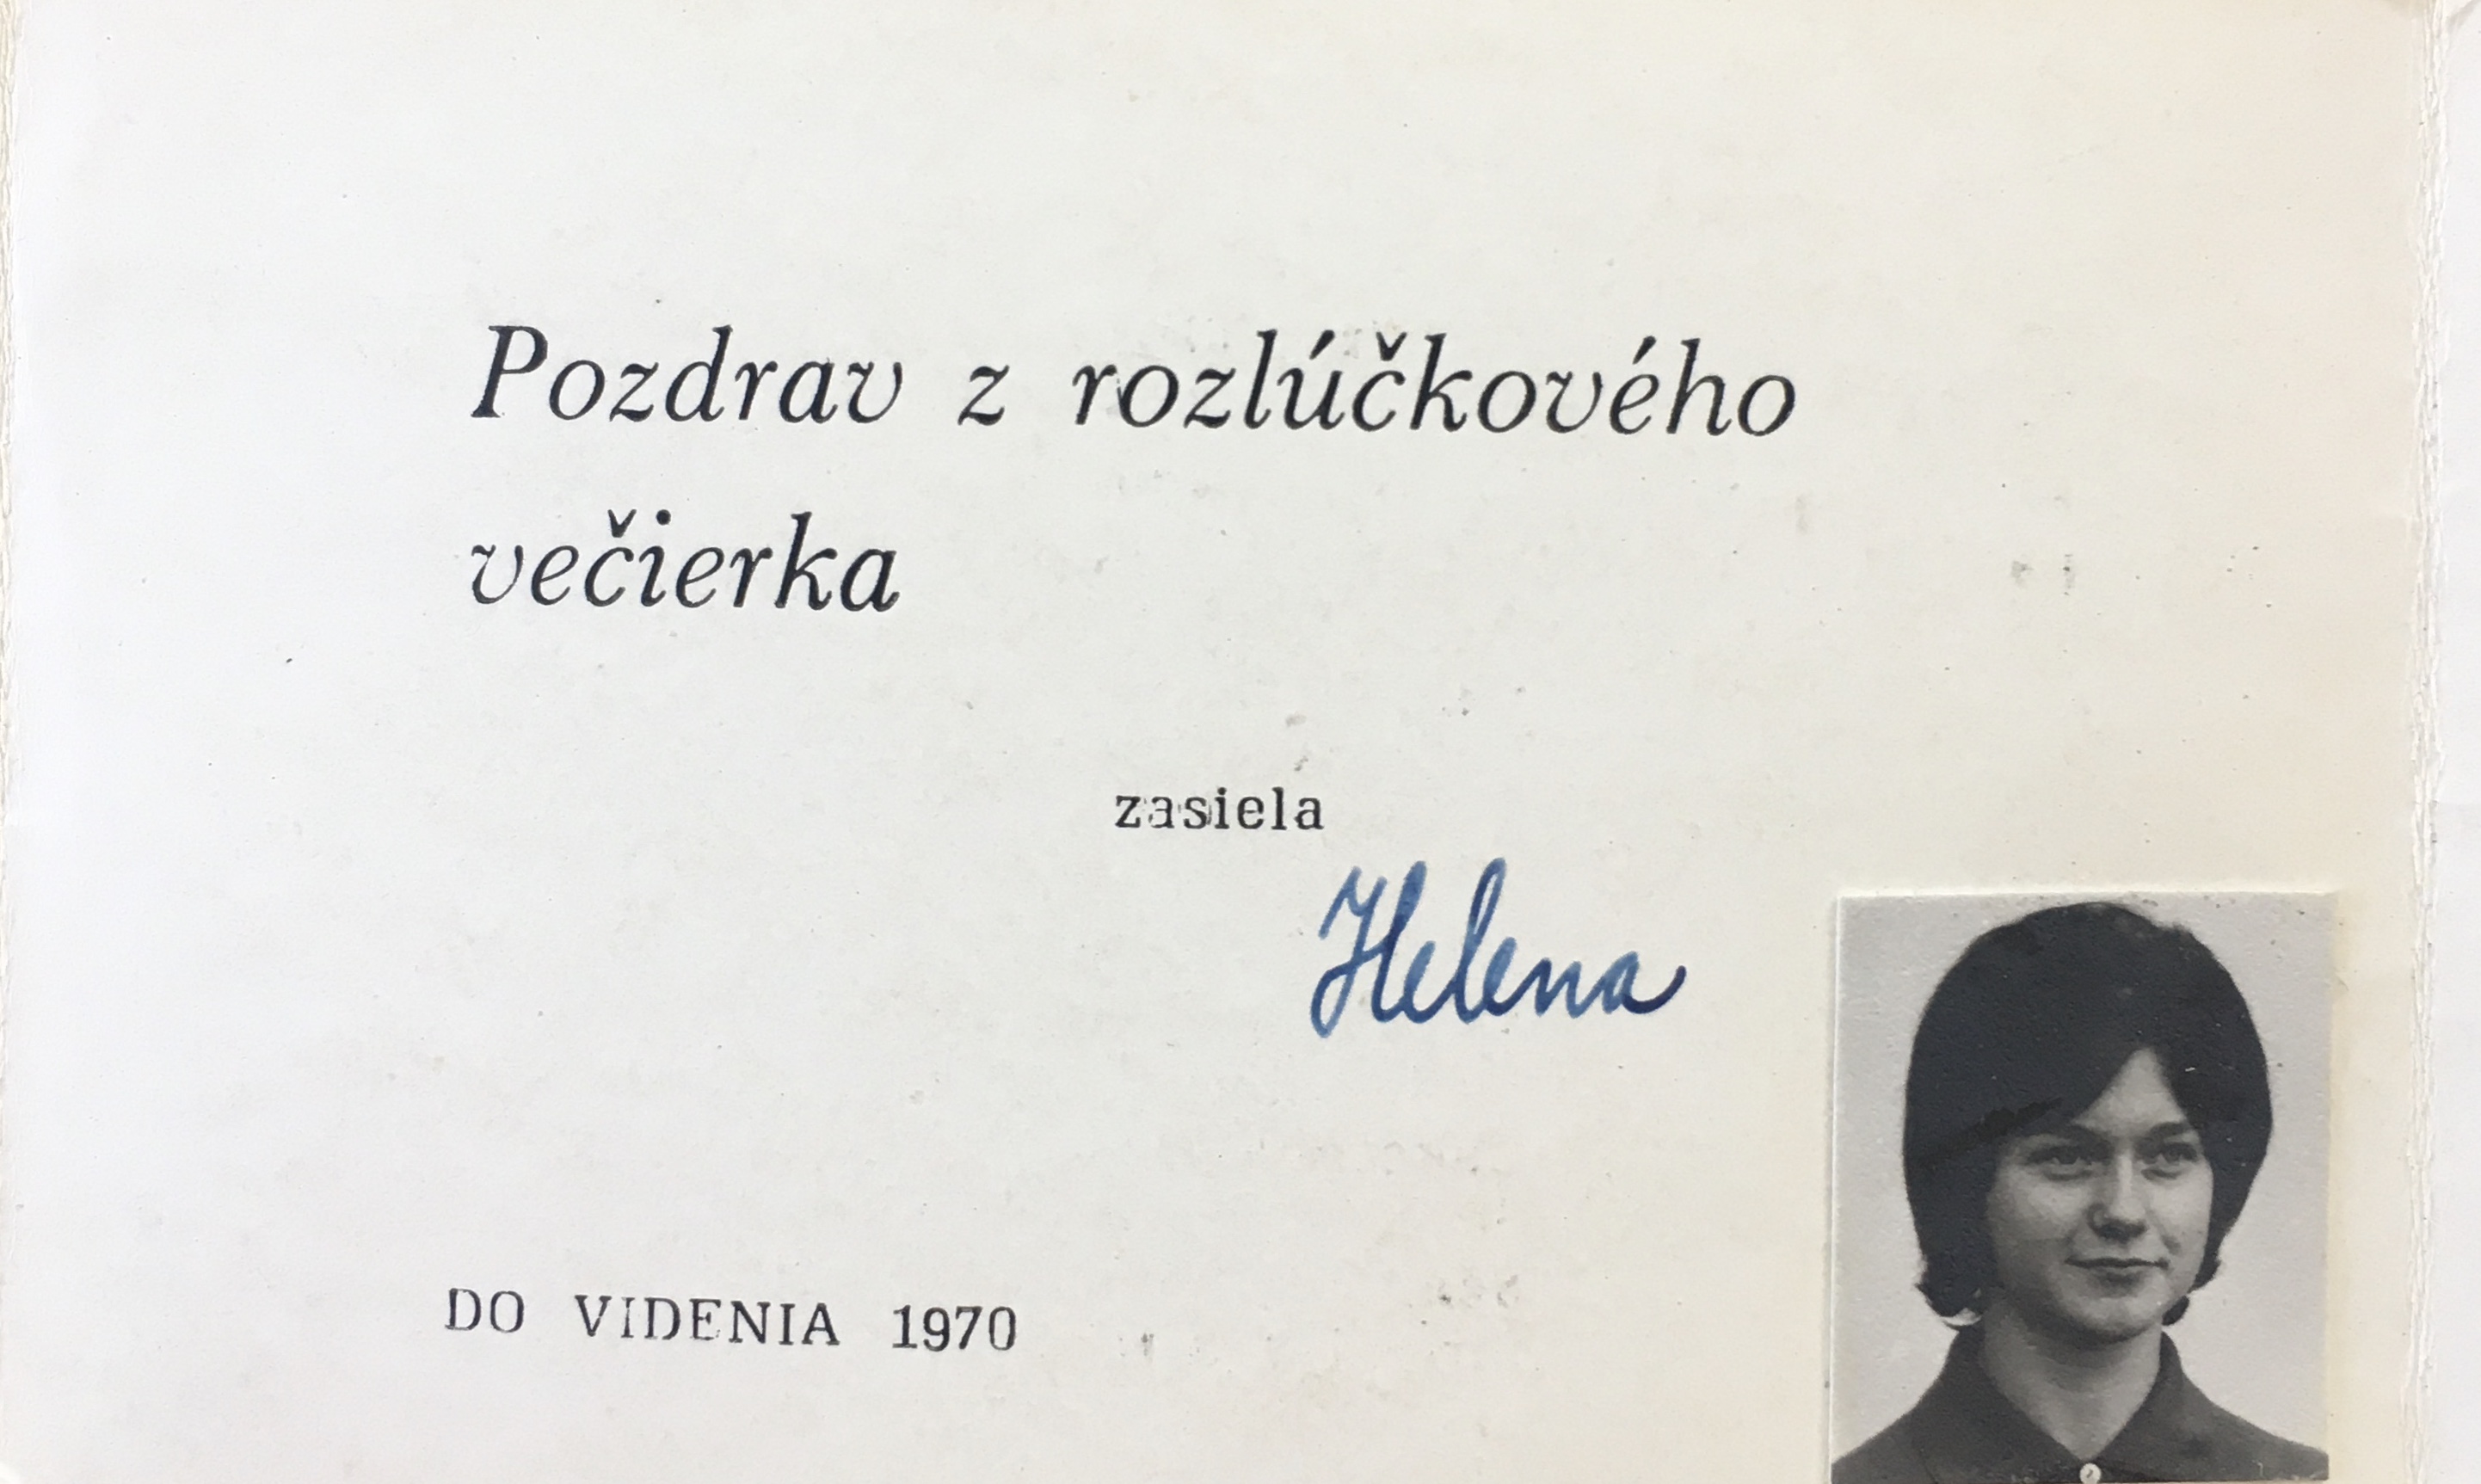 Pozdrav z rozlúčkového
večierka
zasiela
Helena
DO VIDENIA 1970